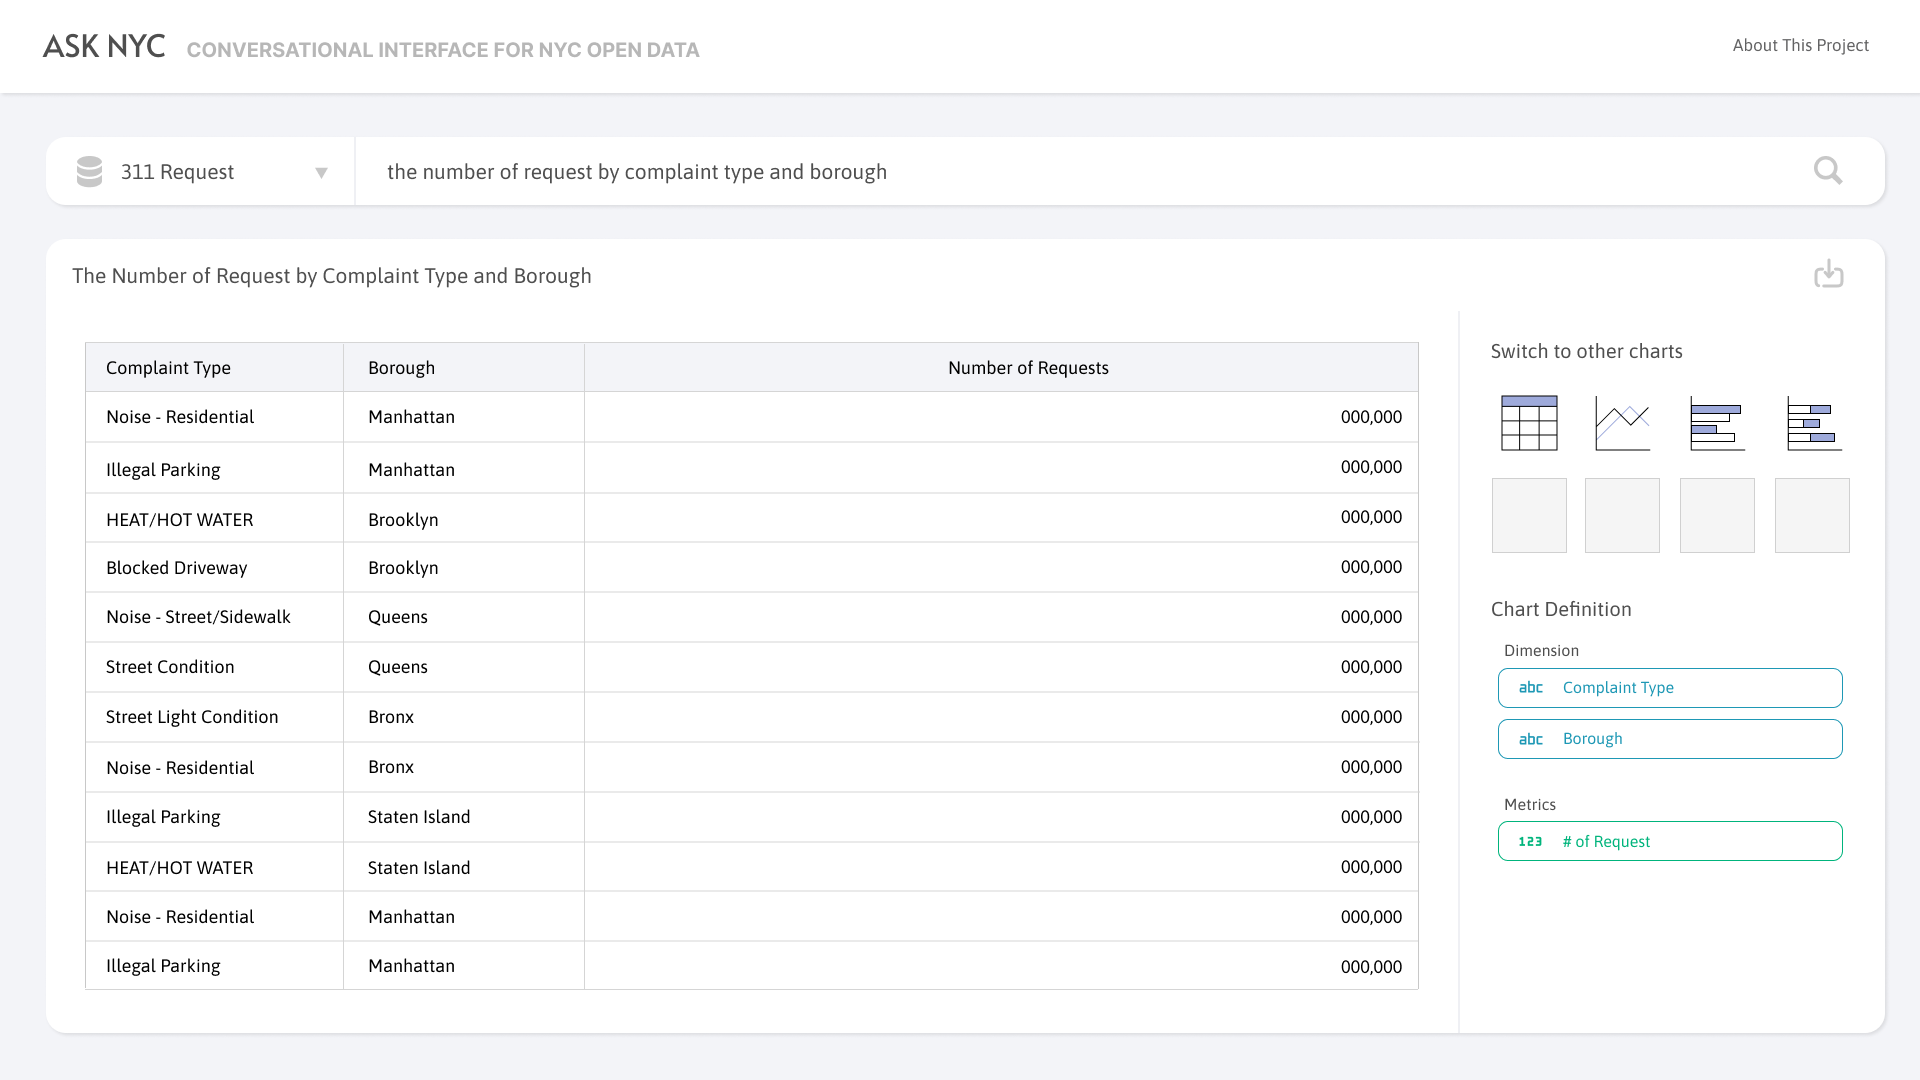 ASK NYC CONVERSATIONAL INTERFACE FOR NYC OPEN DATA
About This Project
311 Request
the number of request by complaint type and borough
The Number of Request by Complaint Type and Borough
Complaint Type Borough Number of Requests
Noise - Residential Manhattan 000,000
Illegal Parking Manhattan 000,000
HEAT/HOT WATER Brooklyn 000,000
Blocked Driveway Brooklyn 000,000
Noise - Street/Sidewalk Queens 000,000
Street Condition Queens 000,000
Street Light Condition Bronx 000,000
Noise - Residential Bronx 000,000
Illegal Parking Staten Island 000,000
HEAT/HOT WATER Staten Island 000,000
Noise - Residential Manhattan 000,000
Illegal Parking Manhattan 000,000
Switch to other charts
Chart Definition
Dimension
abc Complaint Type
abc Borough
Metrics
123 # of Request